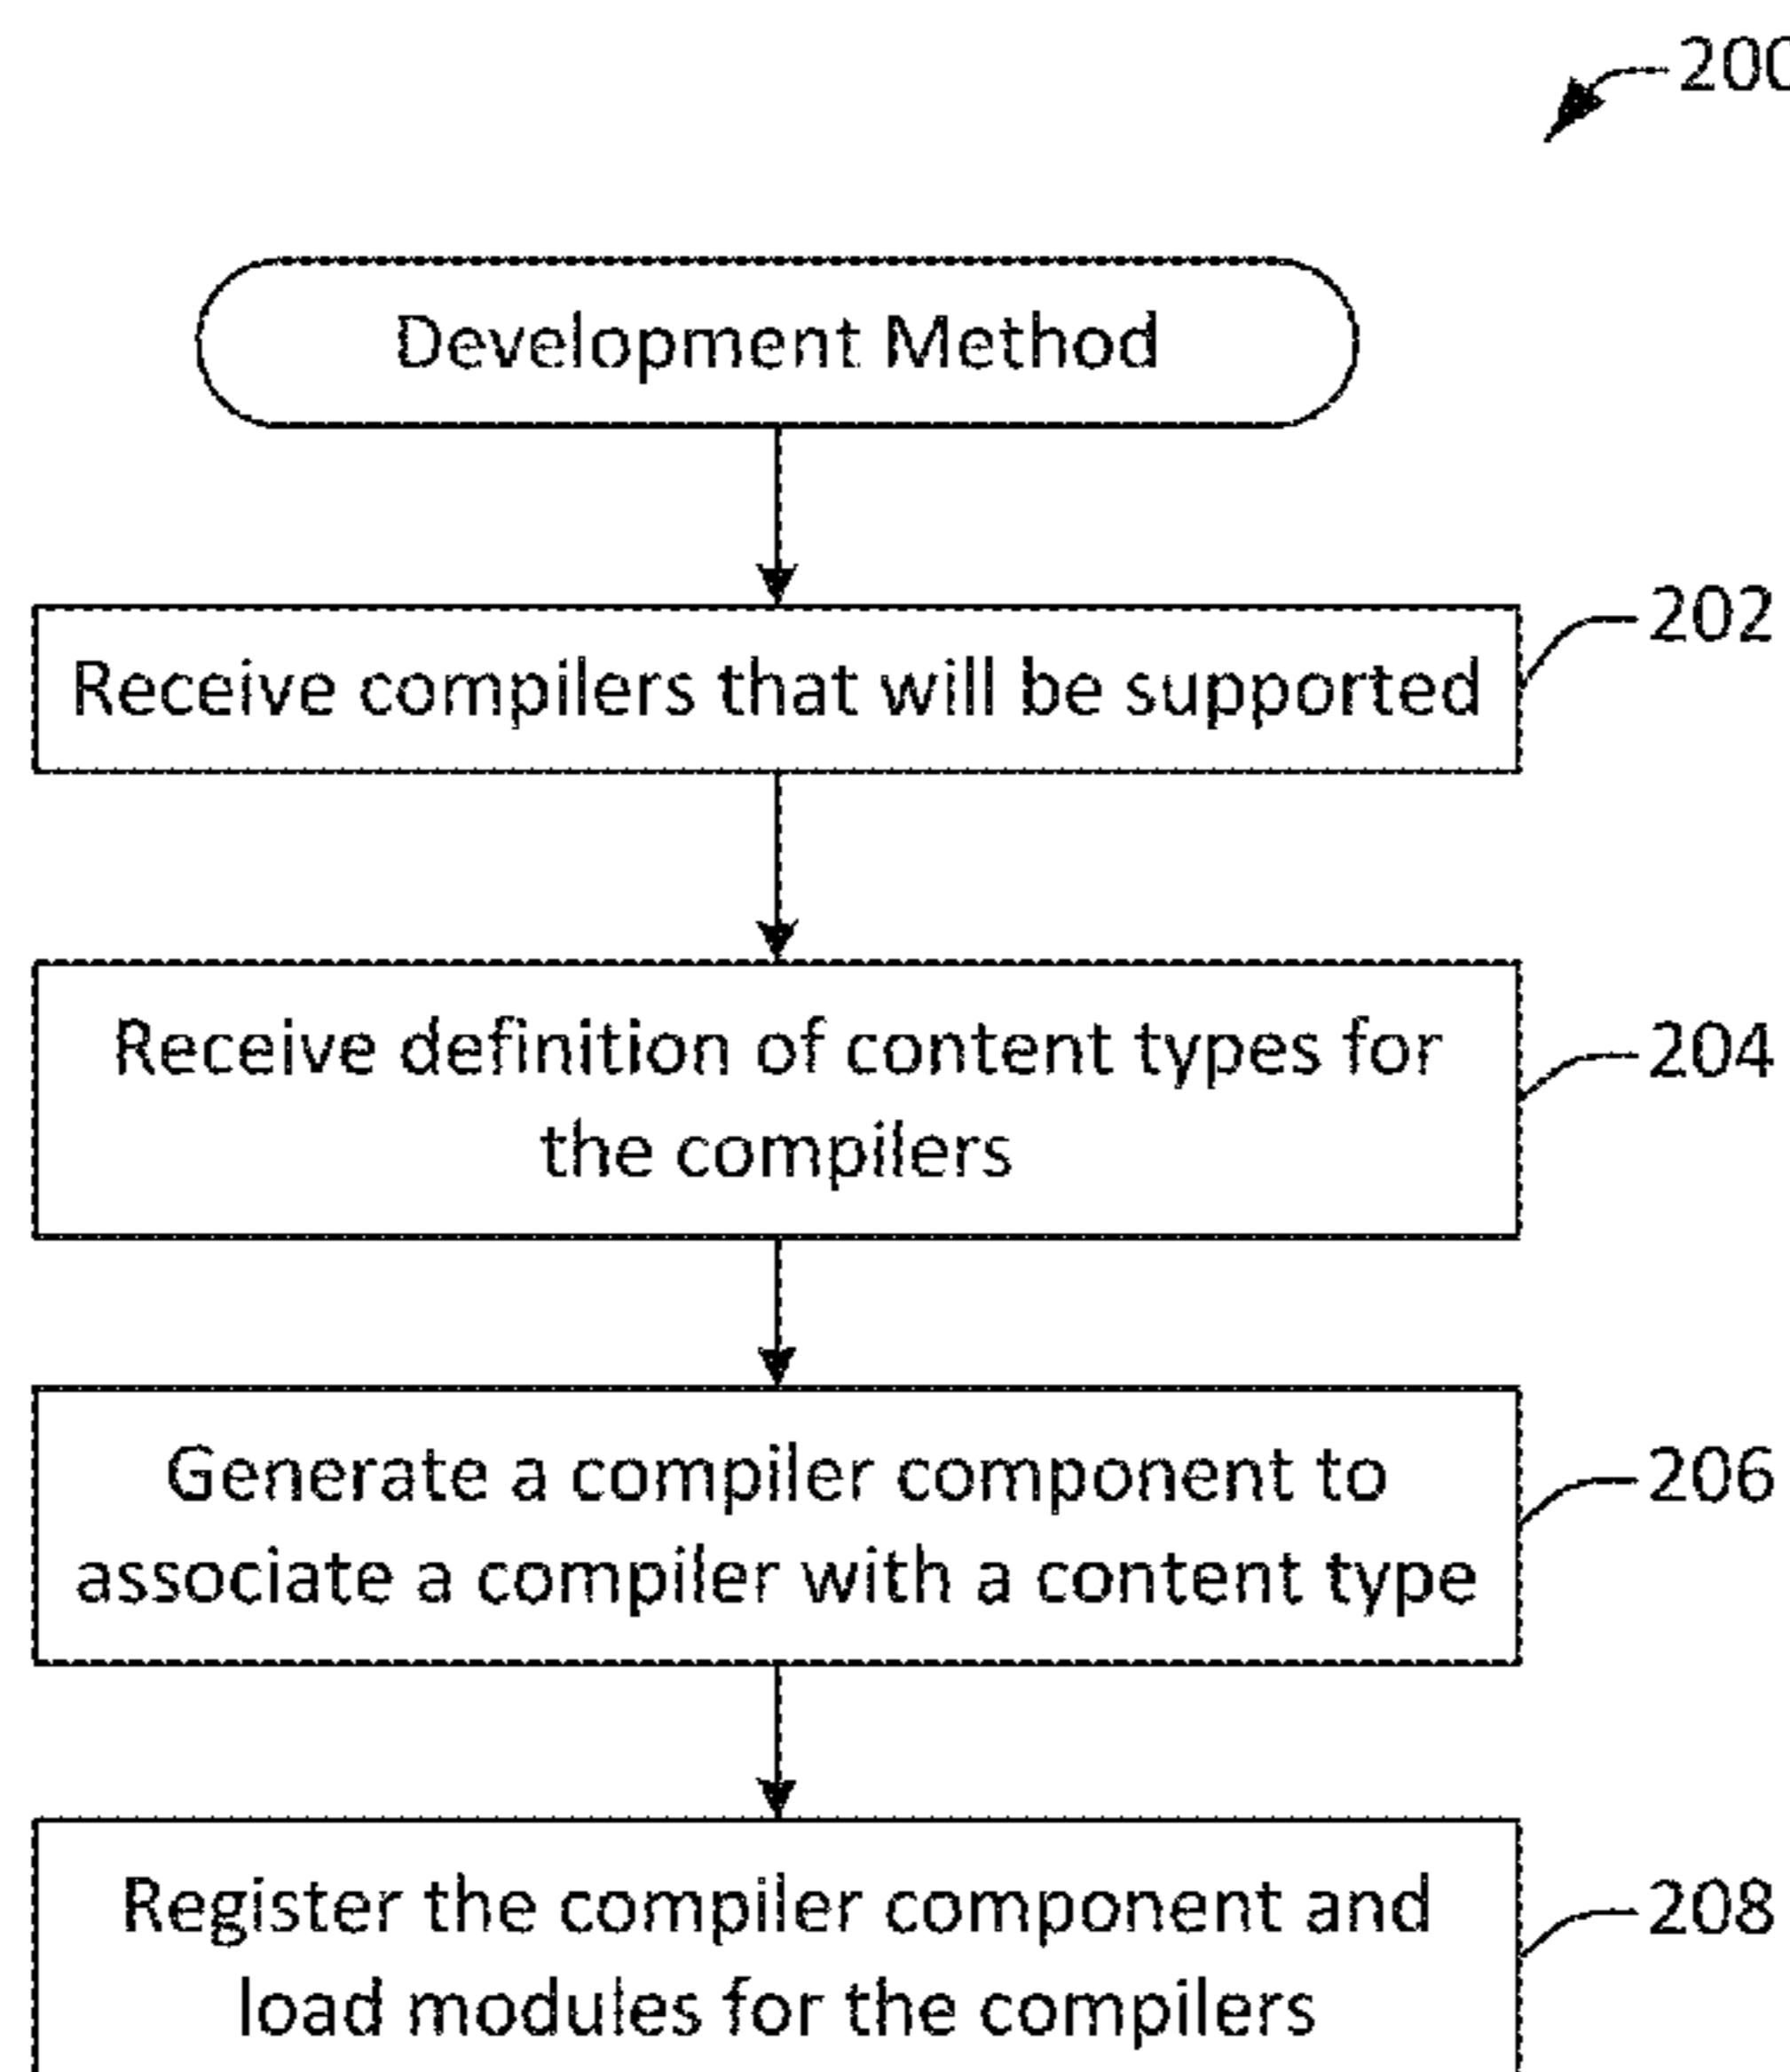 200
Development Method
202
Receive compilers that will be supported
204
Receive definition of content types for
the compilers
206
Generate a compiler component to
associate a compiler with a content type
208
Register the compiler component and
load modules for the compilers